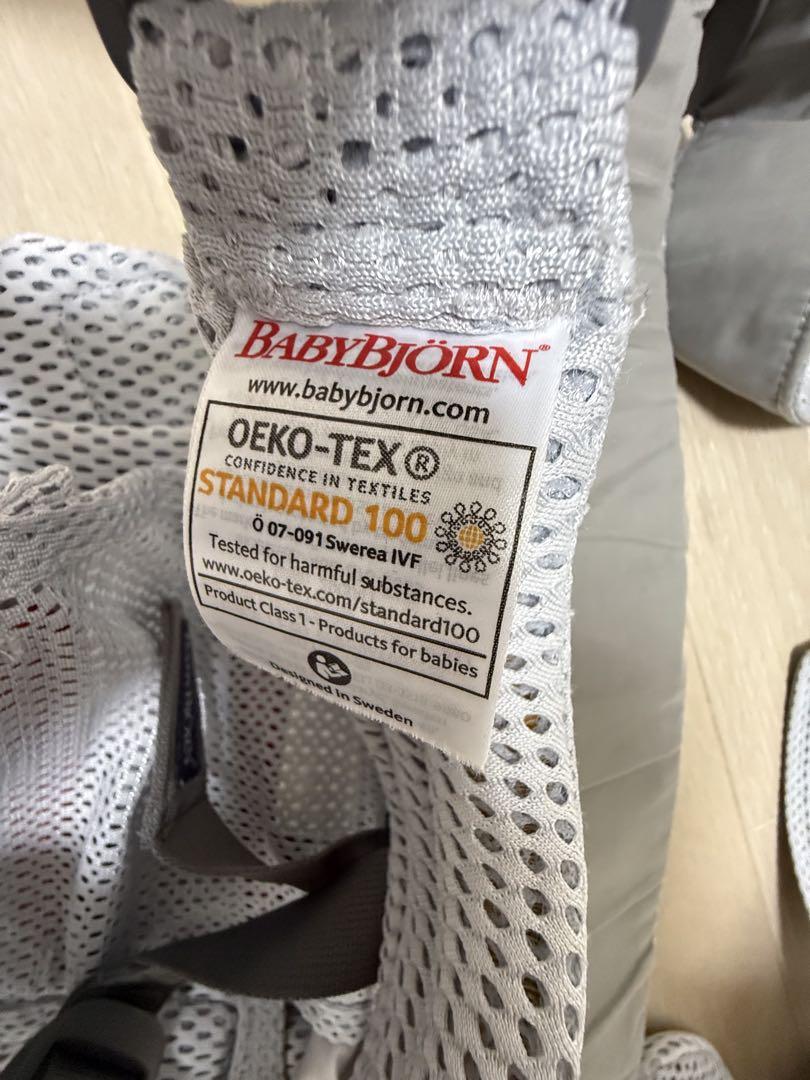 BABYBJÖRN®
www.babybjorn.com
OEKO-TEX®
CONFIDENCE IN TEXTILES
STANDARD 100
Ö 07-091 Swerea IVF
Tested for harmful substances.
www.oeko-tex.com/standard100
Product Class 1 - Products for babies
Designed in Sweden